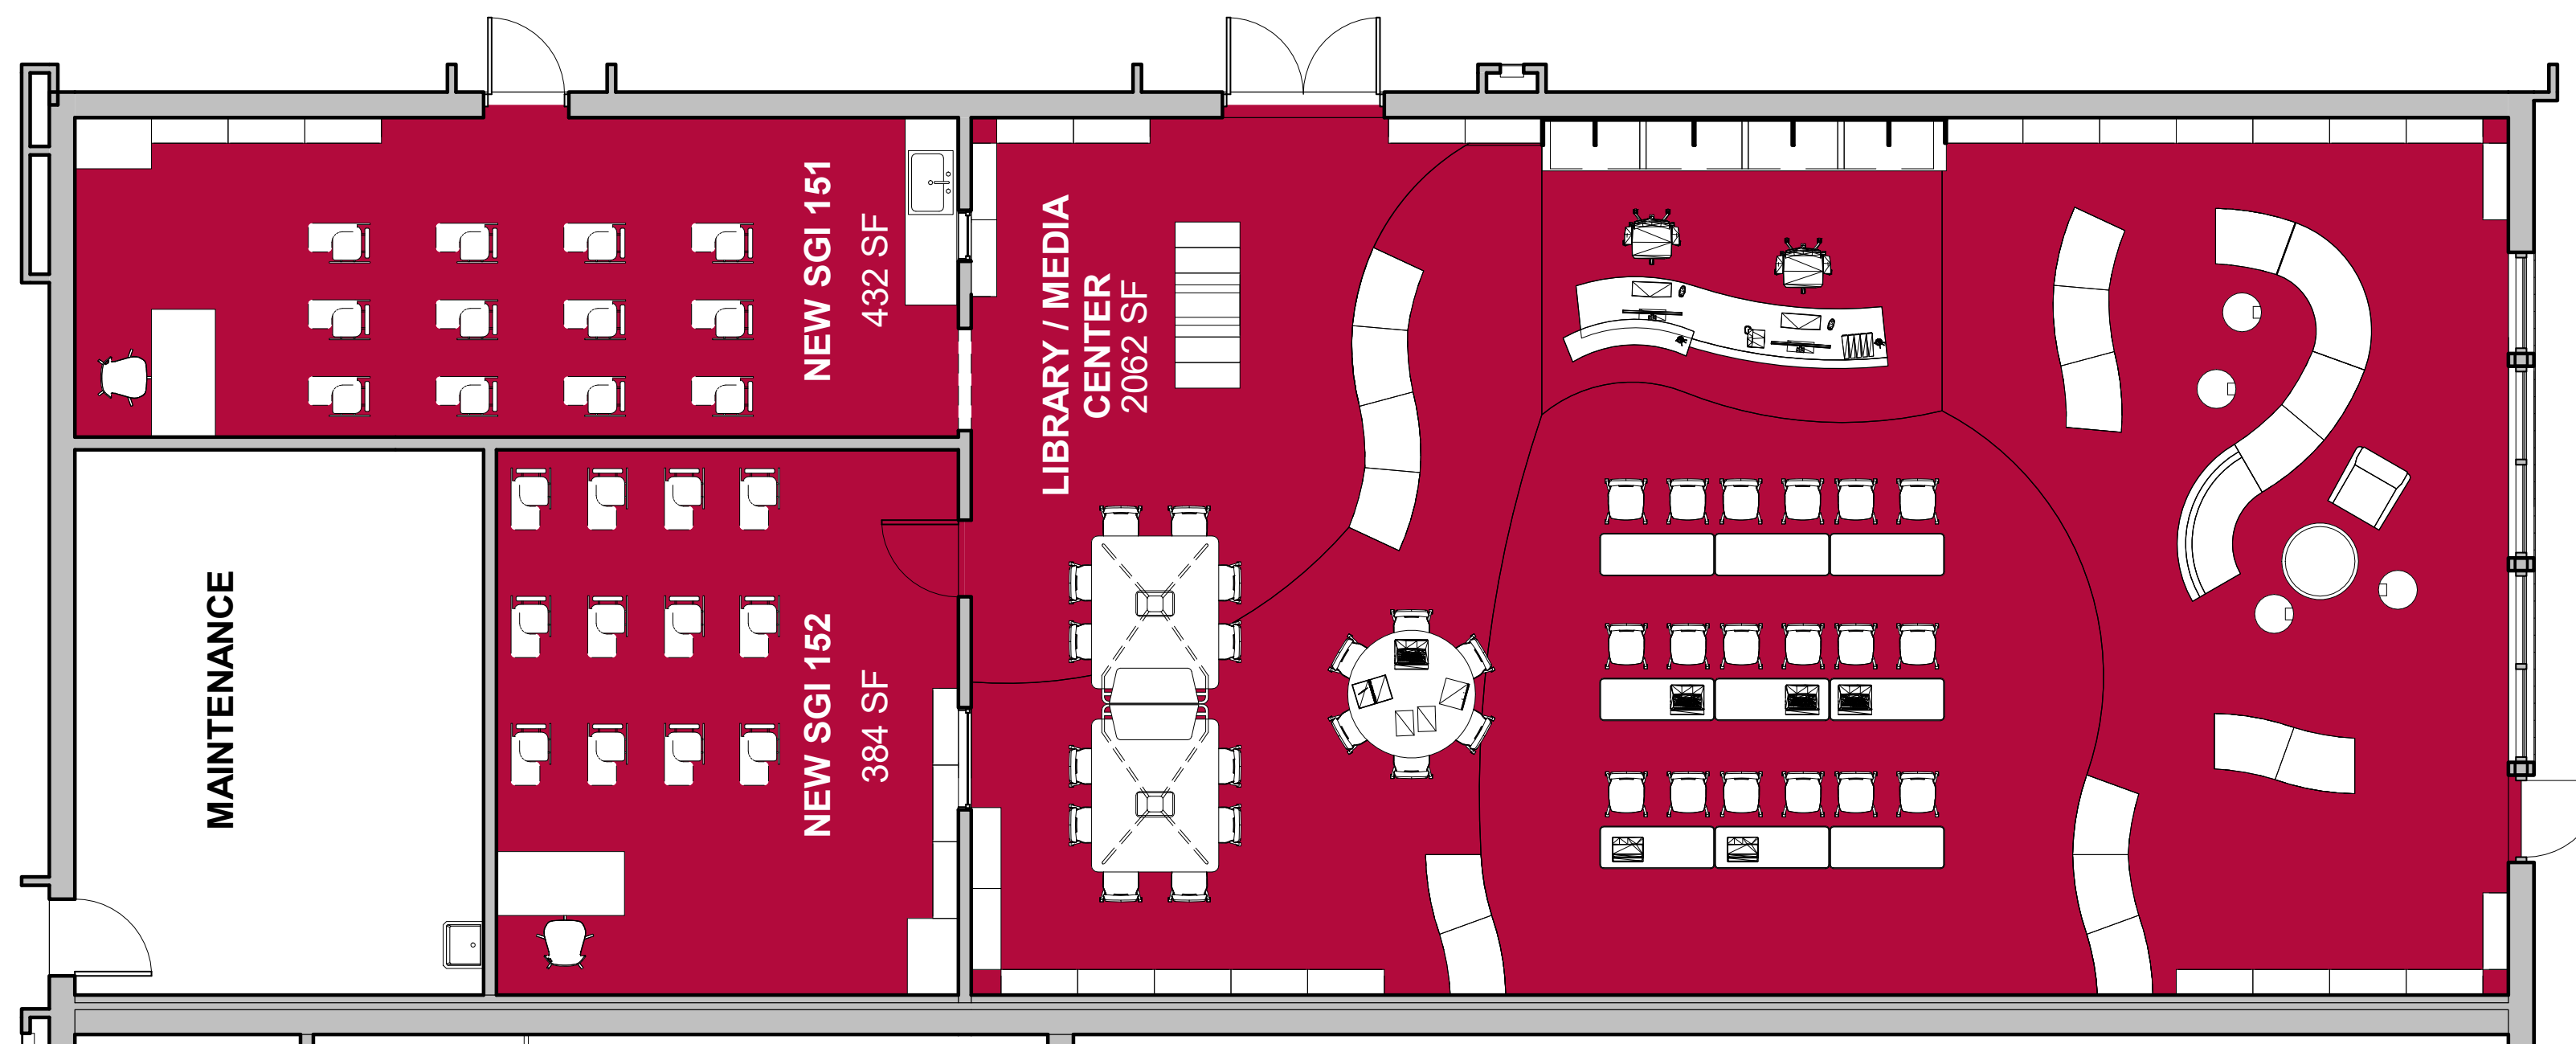 NEW SGI 151
432 SF
LIBRARY / MEDIA
CENTER
2062 SF
MAINTENANCE
NEW SGI 152
384 SF